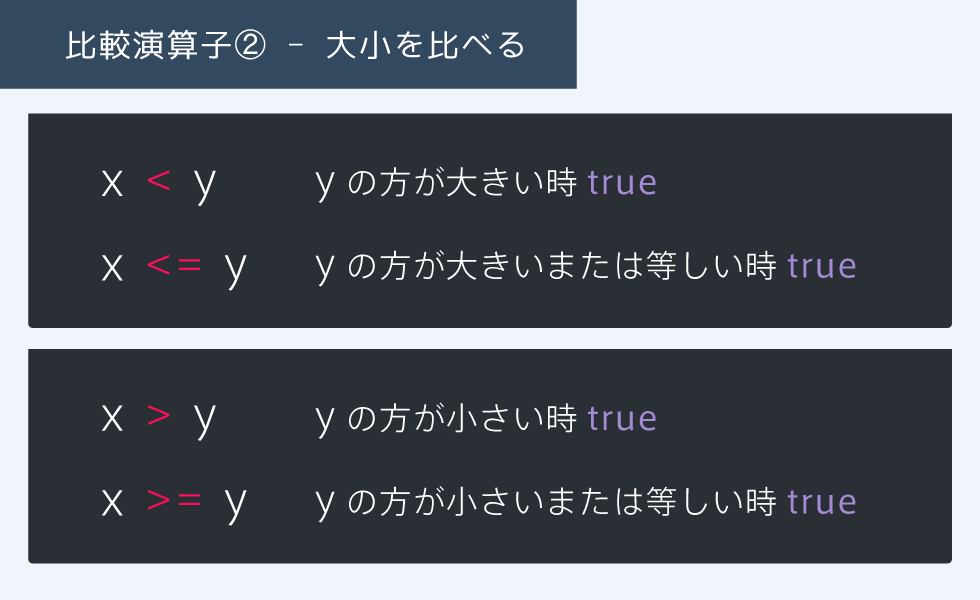 比較演算子② - 大小を比べる
x < y y の方が大きい時 true
x <= y y の方が大きいまたは等しい時 true
x > y y の方が小さい時 true
x >= y y の方が小さいまたは等しい時 true